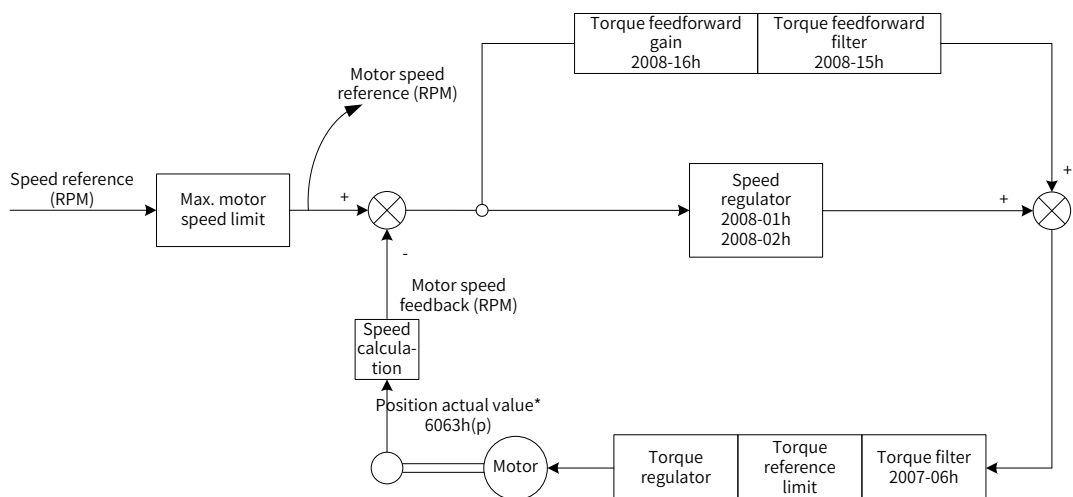 Torque feedforward
gain
2008-16h
Torque feedforward
filter
2008-15h
Motor speed
reference (RPM)
+
Speed reference
(RPM)
Max. motor
speed limit
+
Speed
regulator
2008-01h
2008-02h
+
-
Motor speed
feedback (RPM)
Speed
calcula-
tion
Position actual value*
6063h(p)
Motor
Torque
regulator
Torque
reference
limit
Torque filter
2007-06h